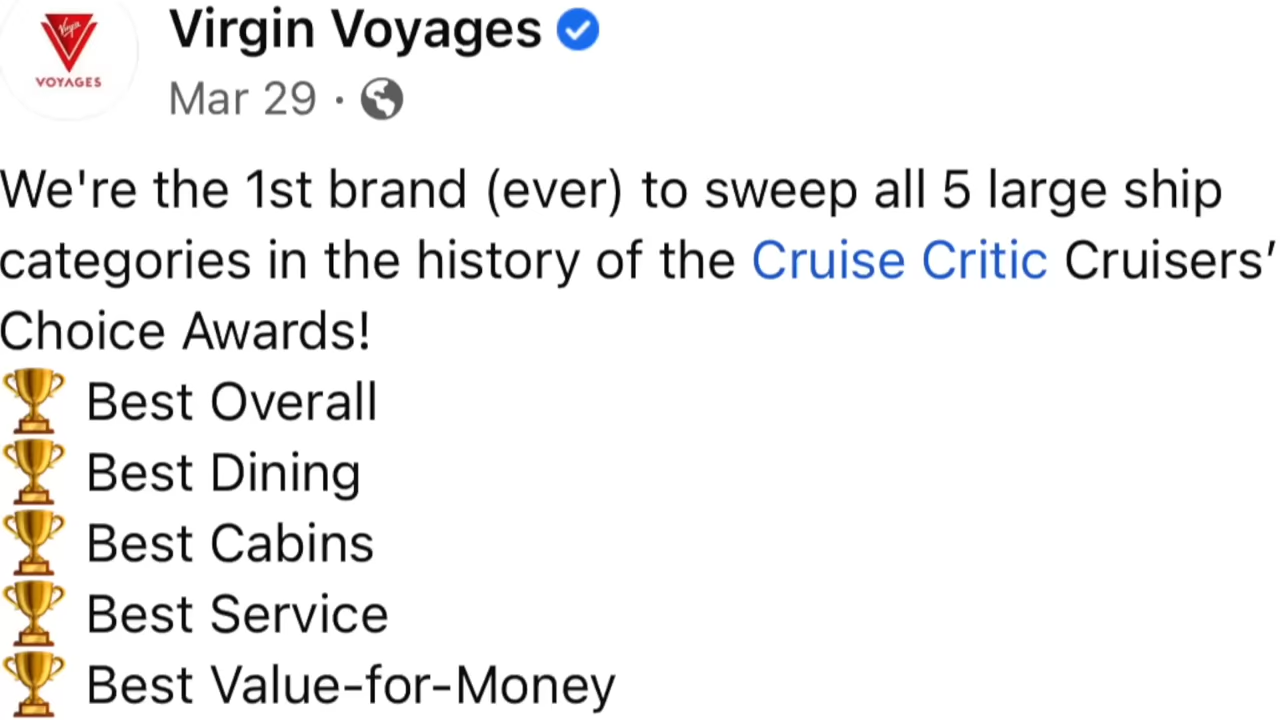 Virgin
VOYAGES
Virgin Voyages
Mar 29 ·
We're the 1st brand (ever) to sweep all 5 large ship
categories in the history of the Cruise Critic Cruisers’
Choice Awards!
🏆 Best Overall
🏆 Best Dining
🏆 Best Cabins
🏆 Best Service
🏆 Best Value-for-Money